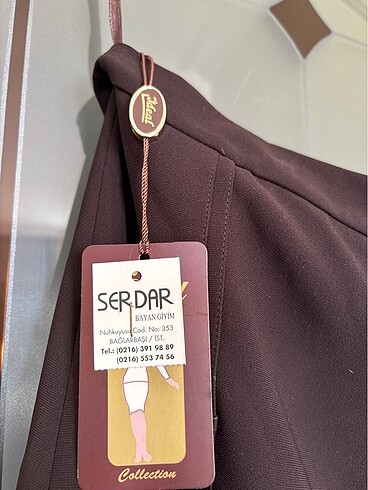 Ideal
SERDAR
BAYAN GİYİM
Nuhkuyusu Cad. No: 353
BAĞLARBAŞI / İST.
Tel.: (0216) 391 98 89
(0216) 553 74 56
Collection